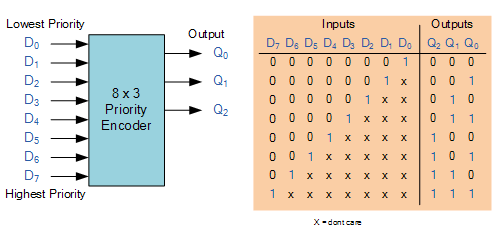 Lowest Priority
D0
D1
D2
D3
D4
D5
D6
D7
Highest Priority
8 x 3
Priority
Encoder
Output
Q0
Q1
Q2
Inputs Outputs
D7 D6 D5 D4 D3 D2 D1 D0 Q2 Q1 Q0
0 0 0 0 0 0 0 1 0 0 0
0 0 0 0 0 0 1 x 0 0 1
0 0 0 0 0 1 x x 0 1 0
0 0 0 0 1 x x x 0 1 1
0 0 0 1 x x x x 1 0 0
0 0 1 x x x x x 1 0 1
0 1 x x x x x x 1 1 0
1 x x x x x x x 1 1 1
X = dont care